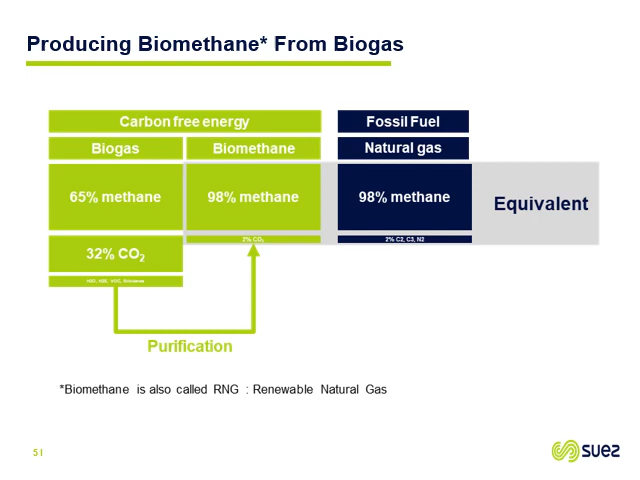 Producing Biomethane* From Biogas
Carbon free energy
Fossil Fuel
Biogas
Biomethane
Natural gas
65% methane
98% methane
98% methane
Equivalent
2% CO₂
2% C2, C3, N2
32% CO₂
Purification
*Biomethane is also called RNG : Renewable Natural Gas
5 I
suez